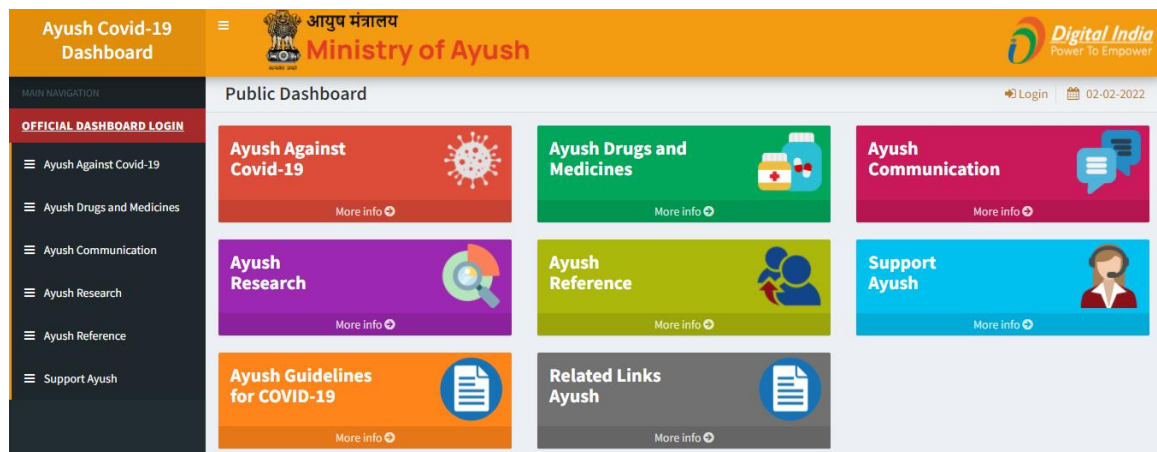 Ayush Covid-19
Dashboard
आयुष मंत्रालय
Ministry of Ayush
Digital India
Power To Empower
MAIN NAVIGATION
OFFICIAL DASHBOARD LOGIN
Ayush Against Covid-19
Ayush Drugs and Medicines
Ayush Communication
Ayush Research
Ayush Reference
Support Ayush
Public Dashboard
Login
02-02-2022
Ayush Against
Covid-19
More info
Ayush Drugs and
Medicines
More info
Ayush
Communication
More info
Ayush
Research
More info
Ayush
Reference
More info
Support
Ayush
More info
Ayush Guidelines
for COVID-19
More info
Related Links
Ayush
More info